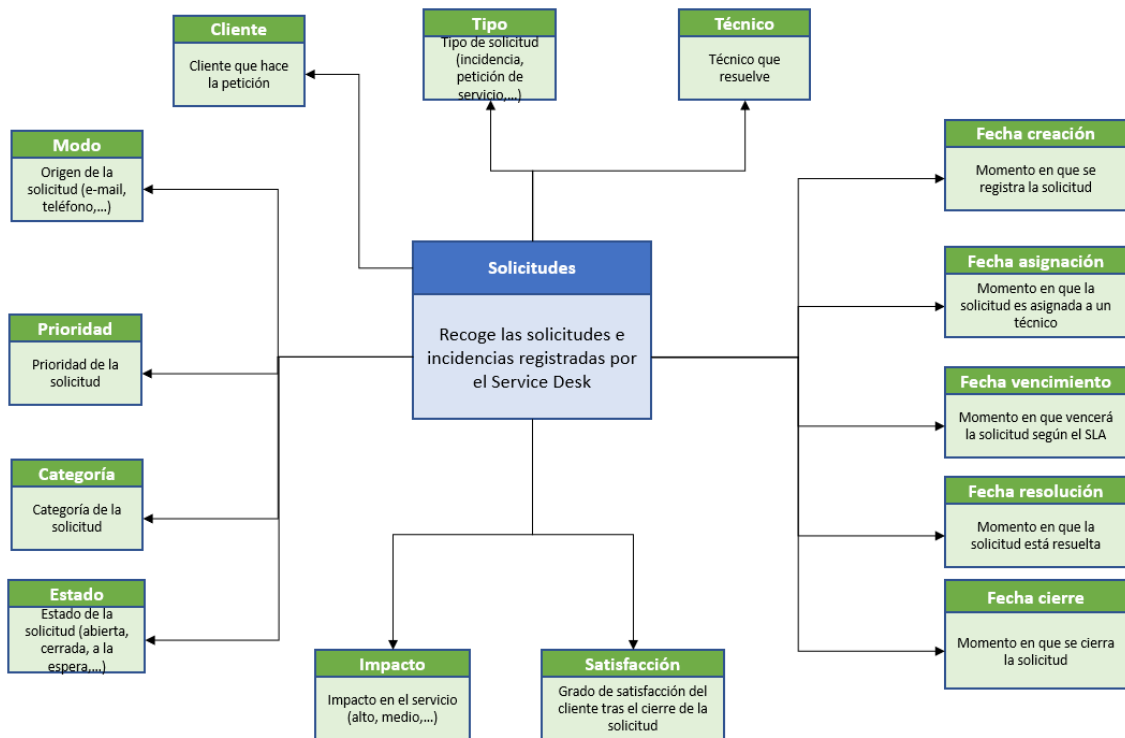 Cliente
Cliente que hace
la petición
Tipo
Tipo de solicitud
(incidencia,
petición de
servicio,...)
Técnico
Técnico que
resuelve
Modo
Origen de la
solicitud (e-mail,
teléfono,...)
Prioridad
Prioridad de la
solicitud
Categoría
Categoría de la
solicitud
Estado
Estado de la
solicitud (abierta,
cerrada, a la
espera,...)
Solicitudes
Recoge las solicitudes e
incidencias registradas por
el Service Desk
Impacto
Impacto en el servicio
(alto, medio,...)
Satisfacción
Grado de satisfacción del
cliente tras el cierre de la
solicitud
Fecha creación
Momento en que se
registra la solicitud
Fecha asignación
Momento en que la
solicitud es asignada a un
técnico
Fecha vencimiento
Momento en que vencerá
la solicitud según el SLA
Fecha resolución
Momento en que la
solicitud está resuelta
Fecha cierre
Momento en que se cierra
la solicitud